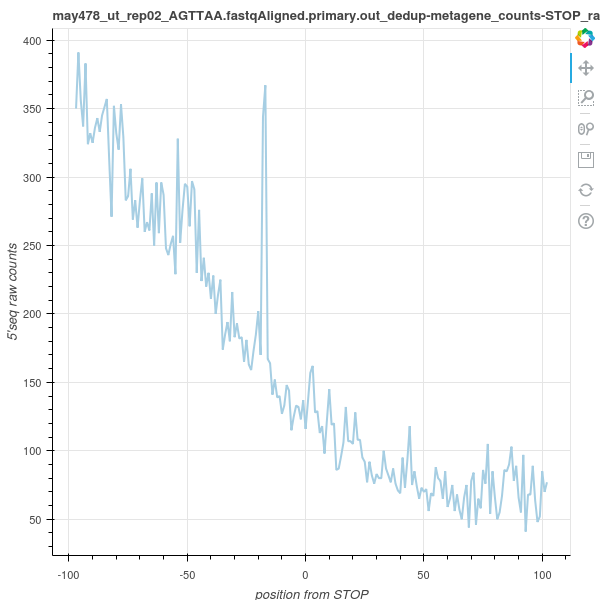 may478_ut_rep02_AGTTAA.fastqAligned.primary.out_dedup-metagene_counts-STOP_ra
400
350
300
250
200
150
100
50
5'seq raw counts
-100 -50 0 50 100
position from STOP